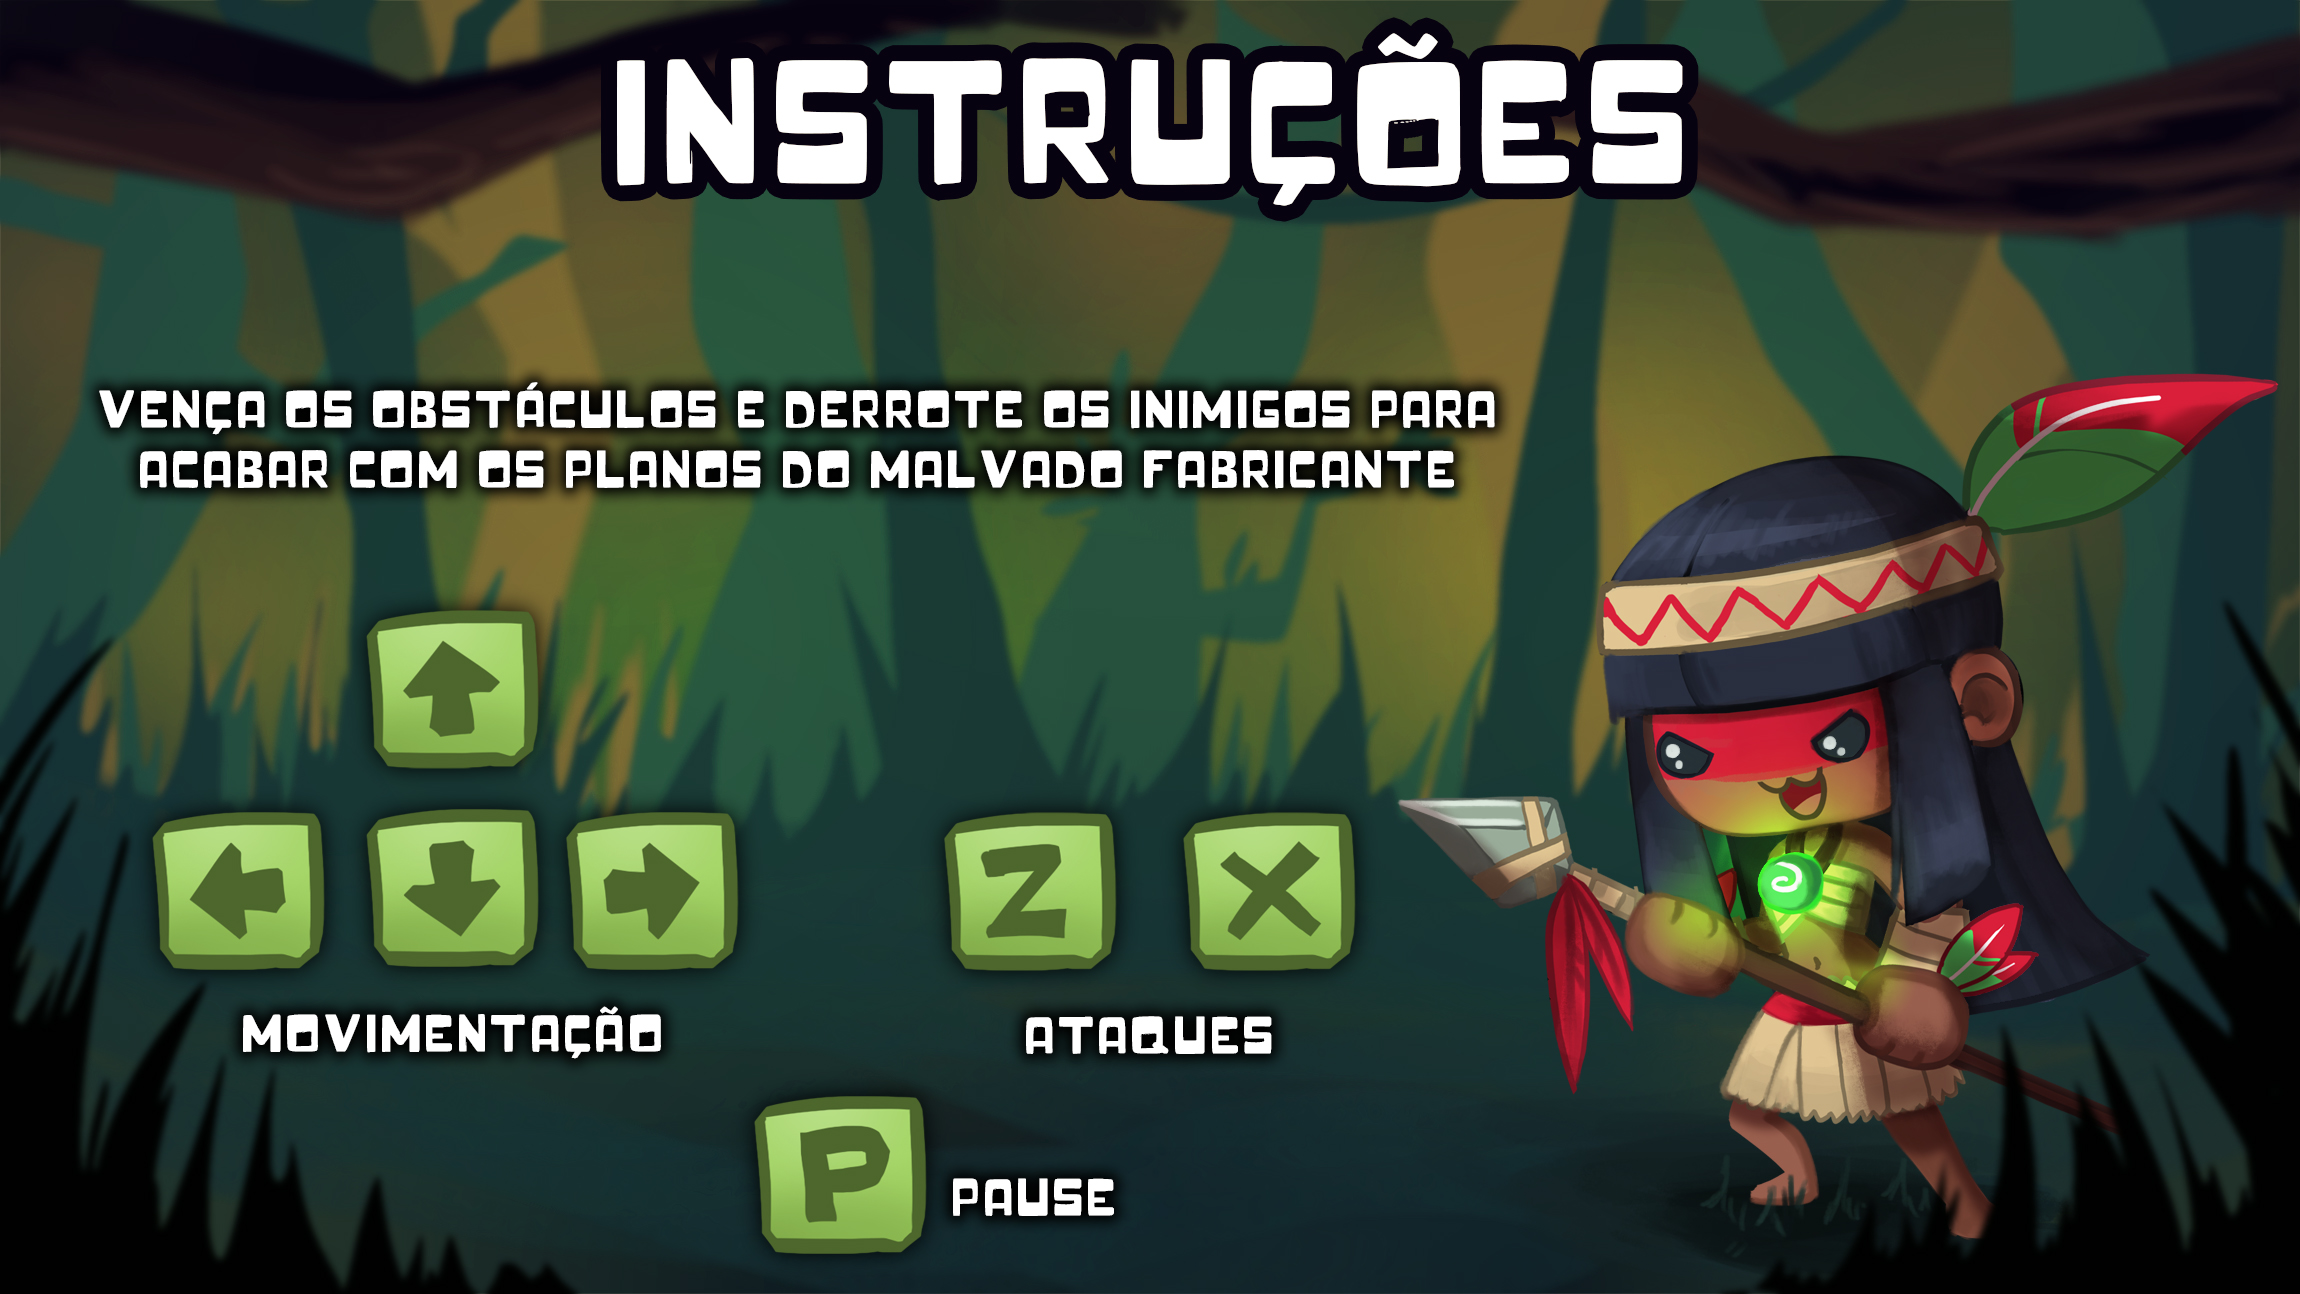 INSTRUÇÕES
VENÇA OS OBSTÁCULOS E DERROTE OS INIMIGOS PARA
ACABAR COM OS PLANOS DO MALVADO FABRICANTE
Z X
MOVIMENTAÇÃO
ATAQUES
P PAUSE